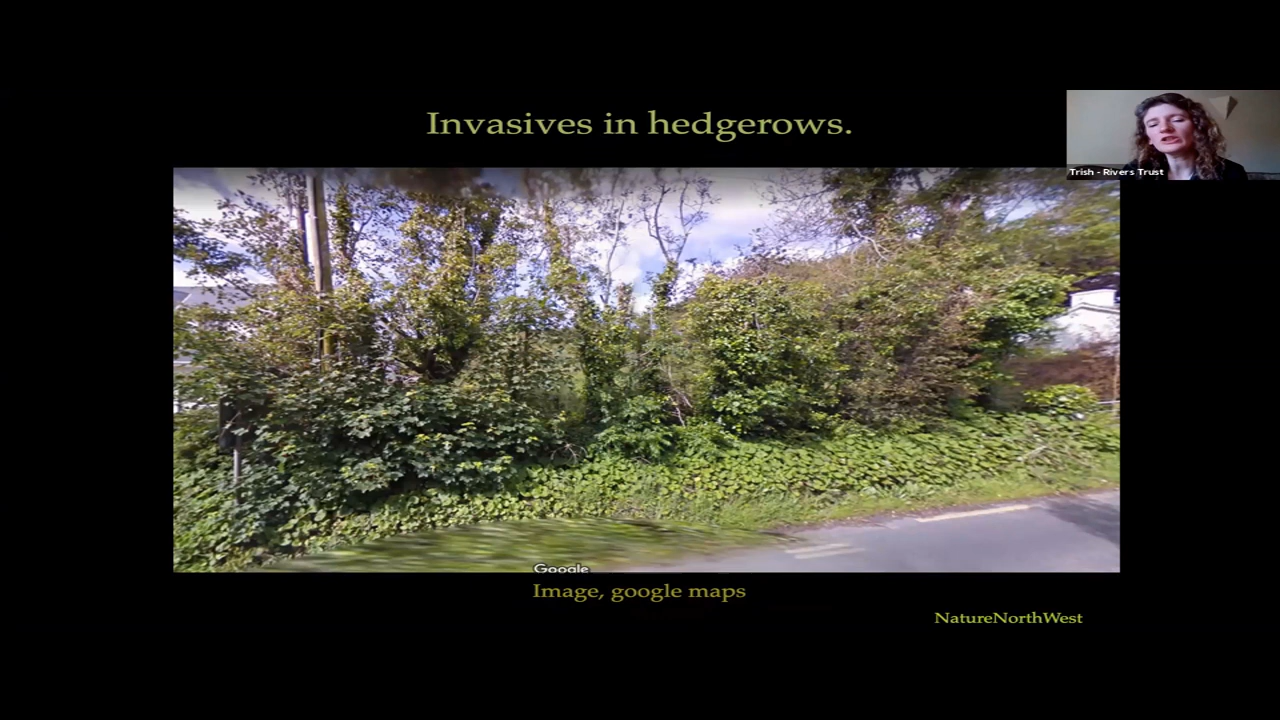 Invasives in hedgerows.
Trish - Rivers Trust
Google
Image, google maps
NatureNorthWest